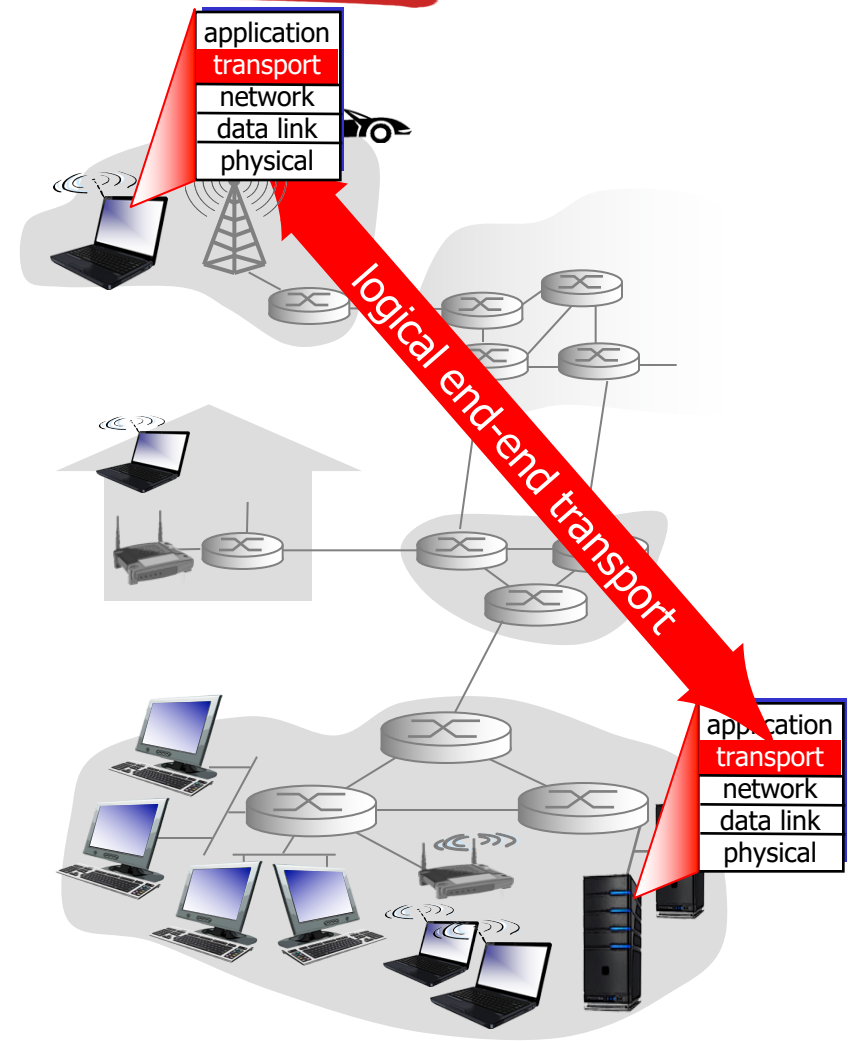 application
transport
network
data link
physical
logical end-end transport
application
transport
network
data link
physical